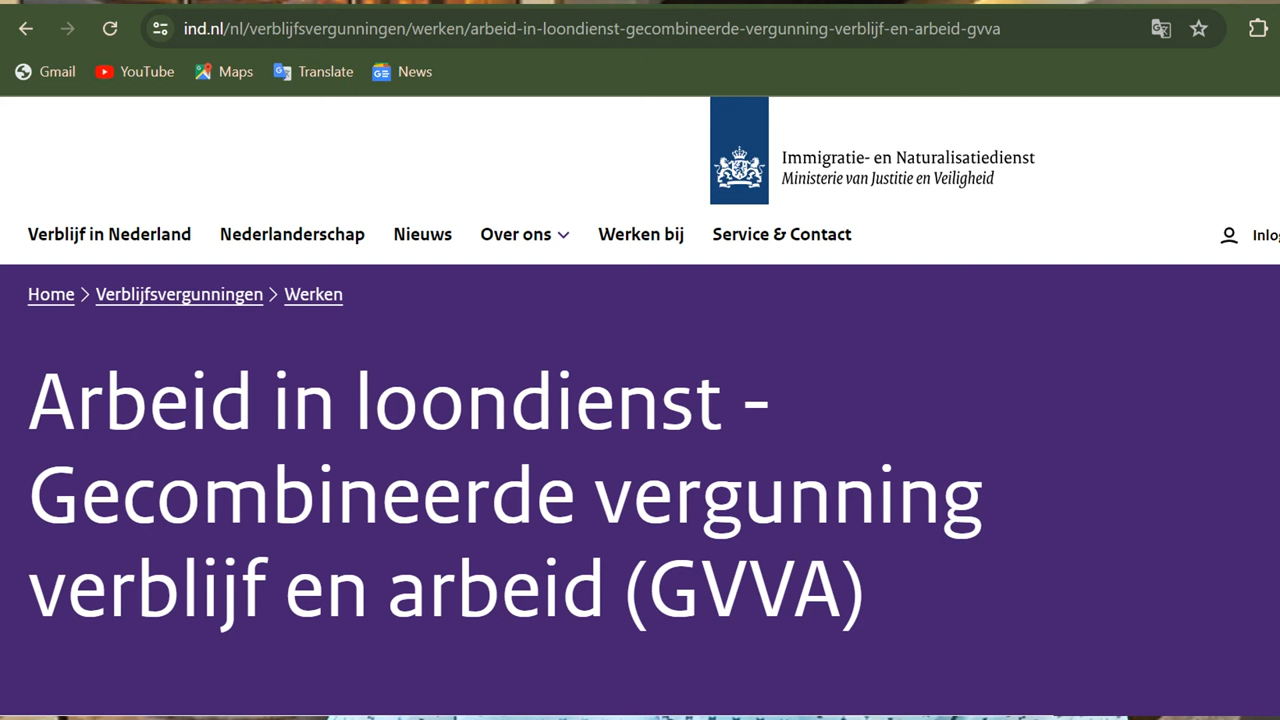 ind.nl/nl/verblijfsvergunningen/werken/arbeid-in-loondienst-gecombineerde-vergunning-verblijf-en-arbeid-gvva
Gmail YouTube Maps Translate News
Immigratie- en Naturalisatiedienst
Ministerie van Justitie en Veiligheid
Verblijf in Nederland Nederlanderschap Nieuws Over ons Werken bij Service & Contact Inlo
Home > Verblijfsvergunningen > Werken
Arbeid in loondienst -
Gecombineerde vergunning
verblijf en arbeid (GVVA)